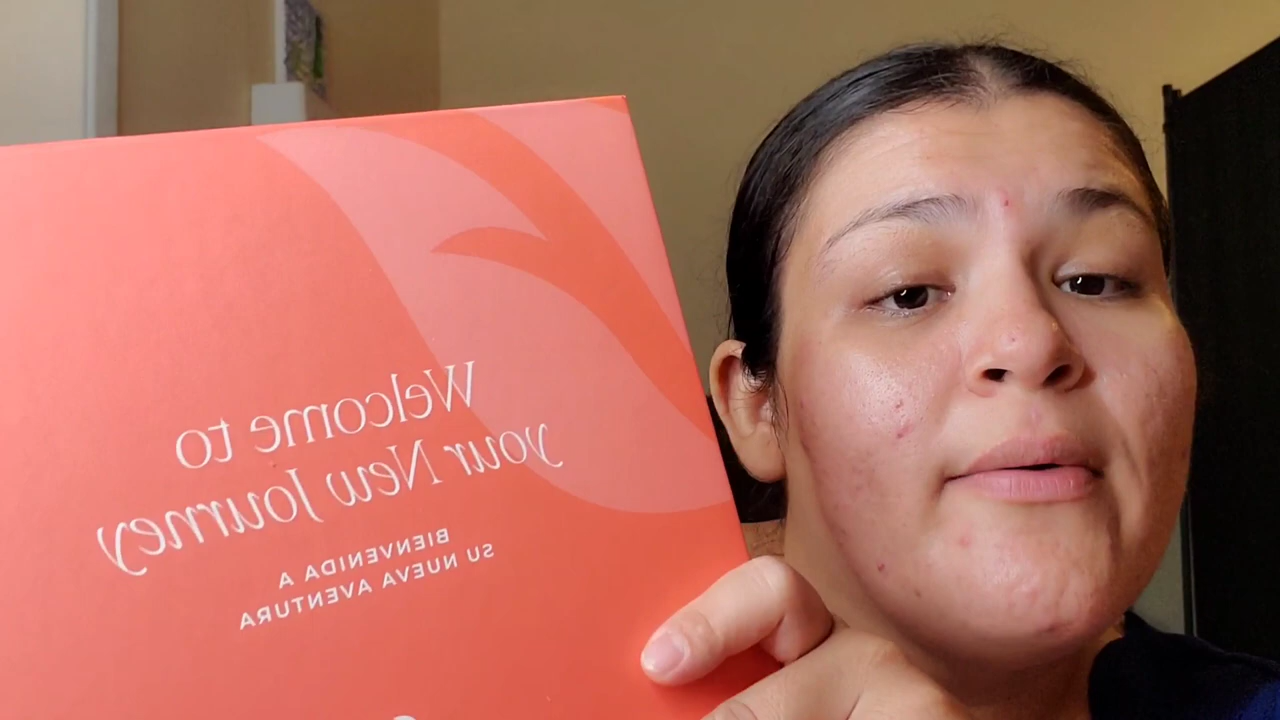 Welcome to
your New Journey
BIENVENIDA A
SU NUEVA AVENTURA